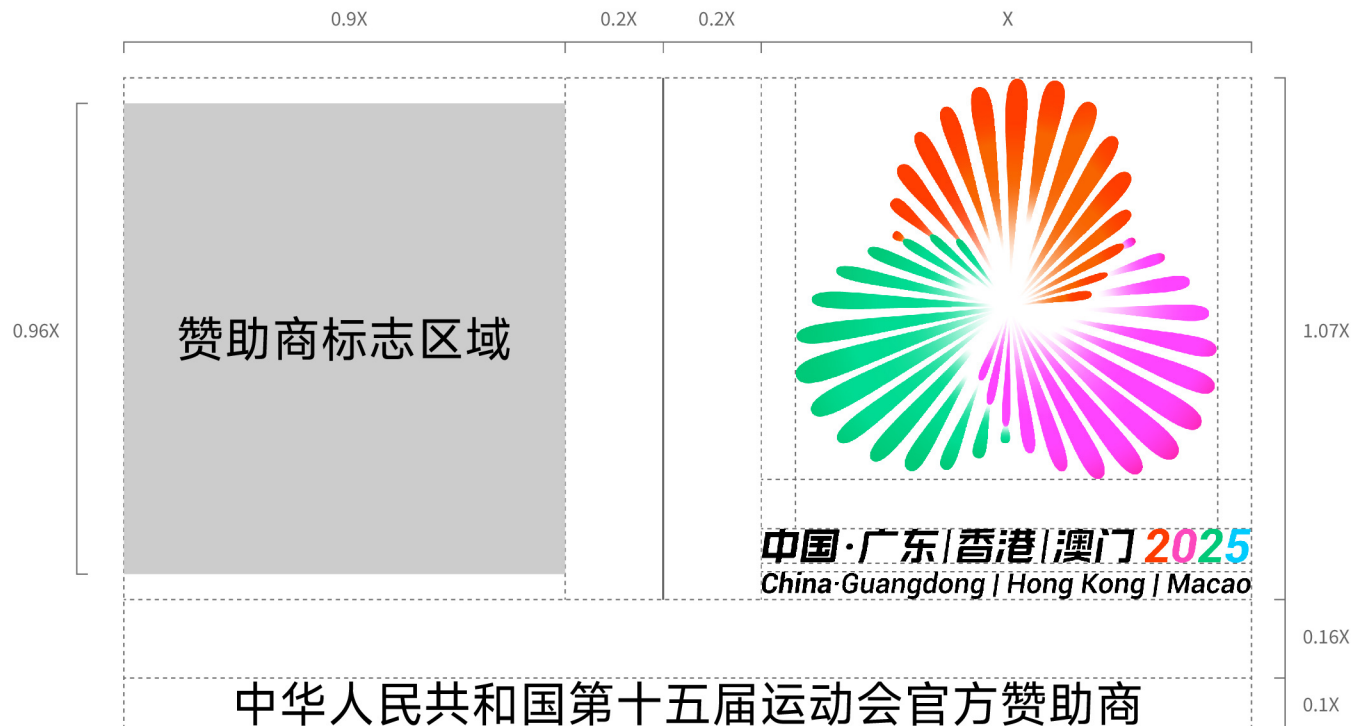 0.9X 0.2X 0.2X X
0.96X
赞助商标志区域
1.07X
中国·广东|香港|澳门 2025
China·Guangdong | Hong Kong | Macao
0.16X
中华人民共和国第十五届运动会官方赞助商
0.1X